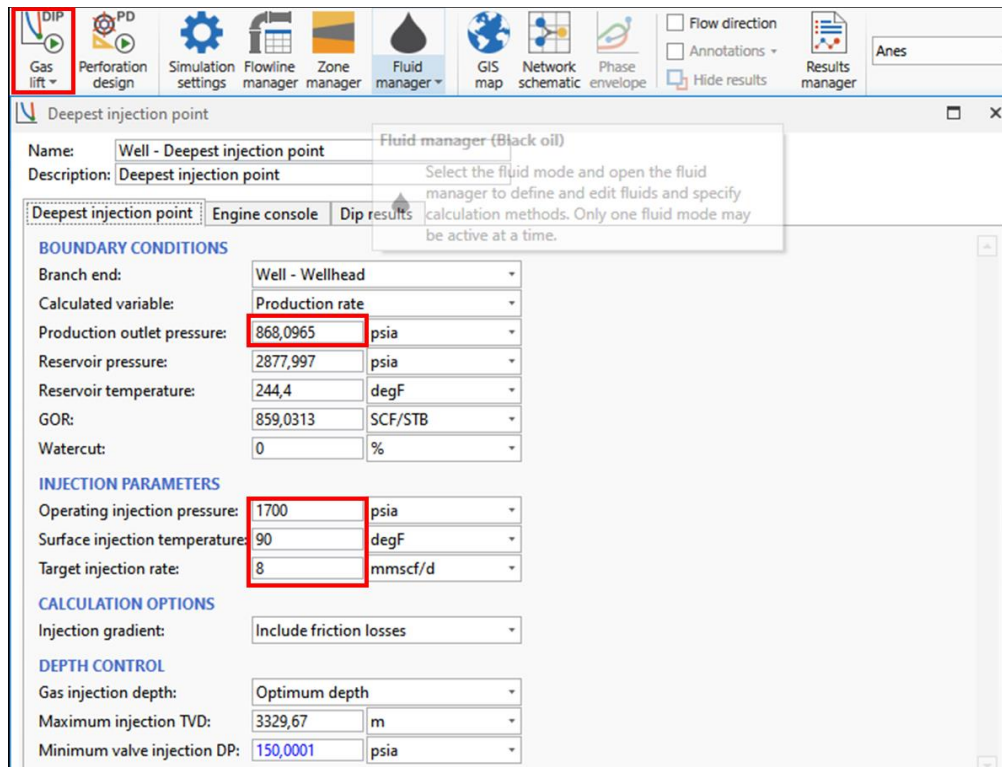 DIP PD
Gas lift Perforation design Simulation settings Flowline manager Zone manager Fluid manager GIS map Network schematic Phase envelope Flow direction Annotations Hide results Results manager Anes
Deepest injection point
Name: Well - Deepest injection point
Description: Deepest injection point
Fluid manager (Black oil)
Select the fluid mode and open the fluid
manager to define and edit fluids and specify
calculation methods. Only one fluid mode may
be active at a time.
Deepest injection point Engine console Dip results
BOUNDARY CONDITIONS
Branch end: Well - Wellhead
Calculated variable: Production rate
Production outlet pressure: 868,0965 psia
Reservoir pressure: 2877,997 psia
Reservoir temperature: 244,4 degF
GOR: 859,0313 SCF/STB
Watercut: 0 %
INJECTION PARAMETERS
Operating injection pressure: 1700 psia
Surface injection temperature: 90 degF
Target injection rate: 8 mmscf/d
CALCULATION OPTIONS
Injection gradient: Include friction losses
DEPTH CONTROL
Gas injection depth: Optimum depth
Maximum injection TVD: 3329,67 m
Minimum valve injection DP: 150,0001 psia